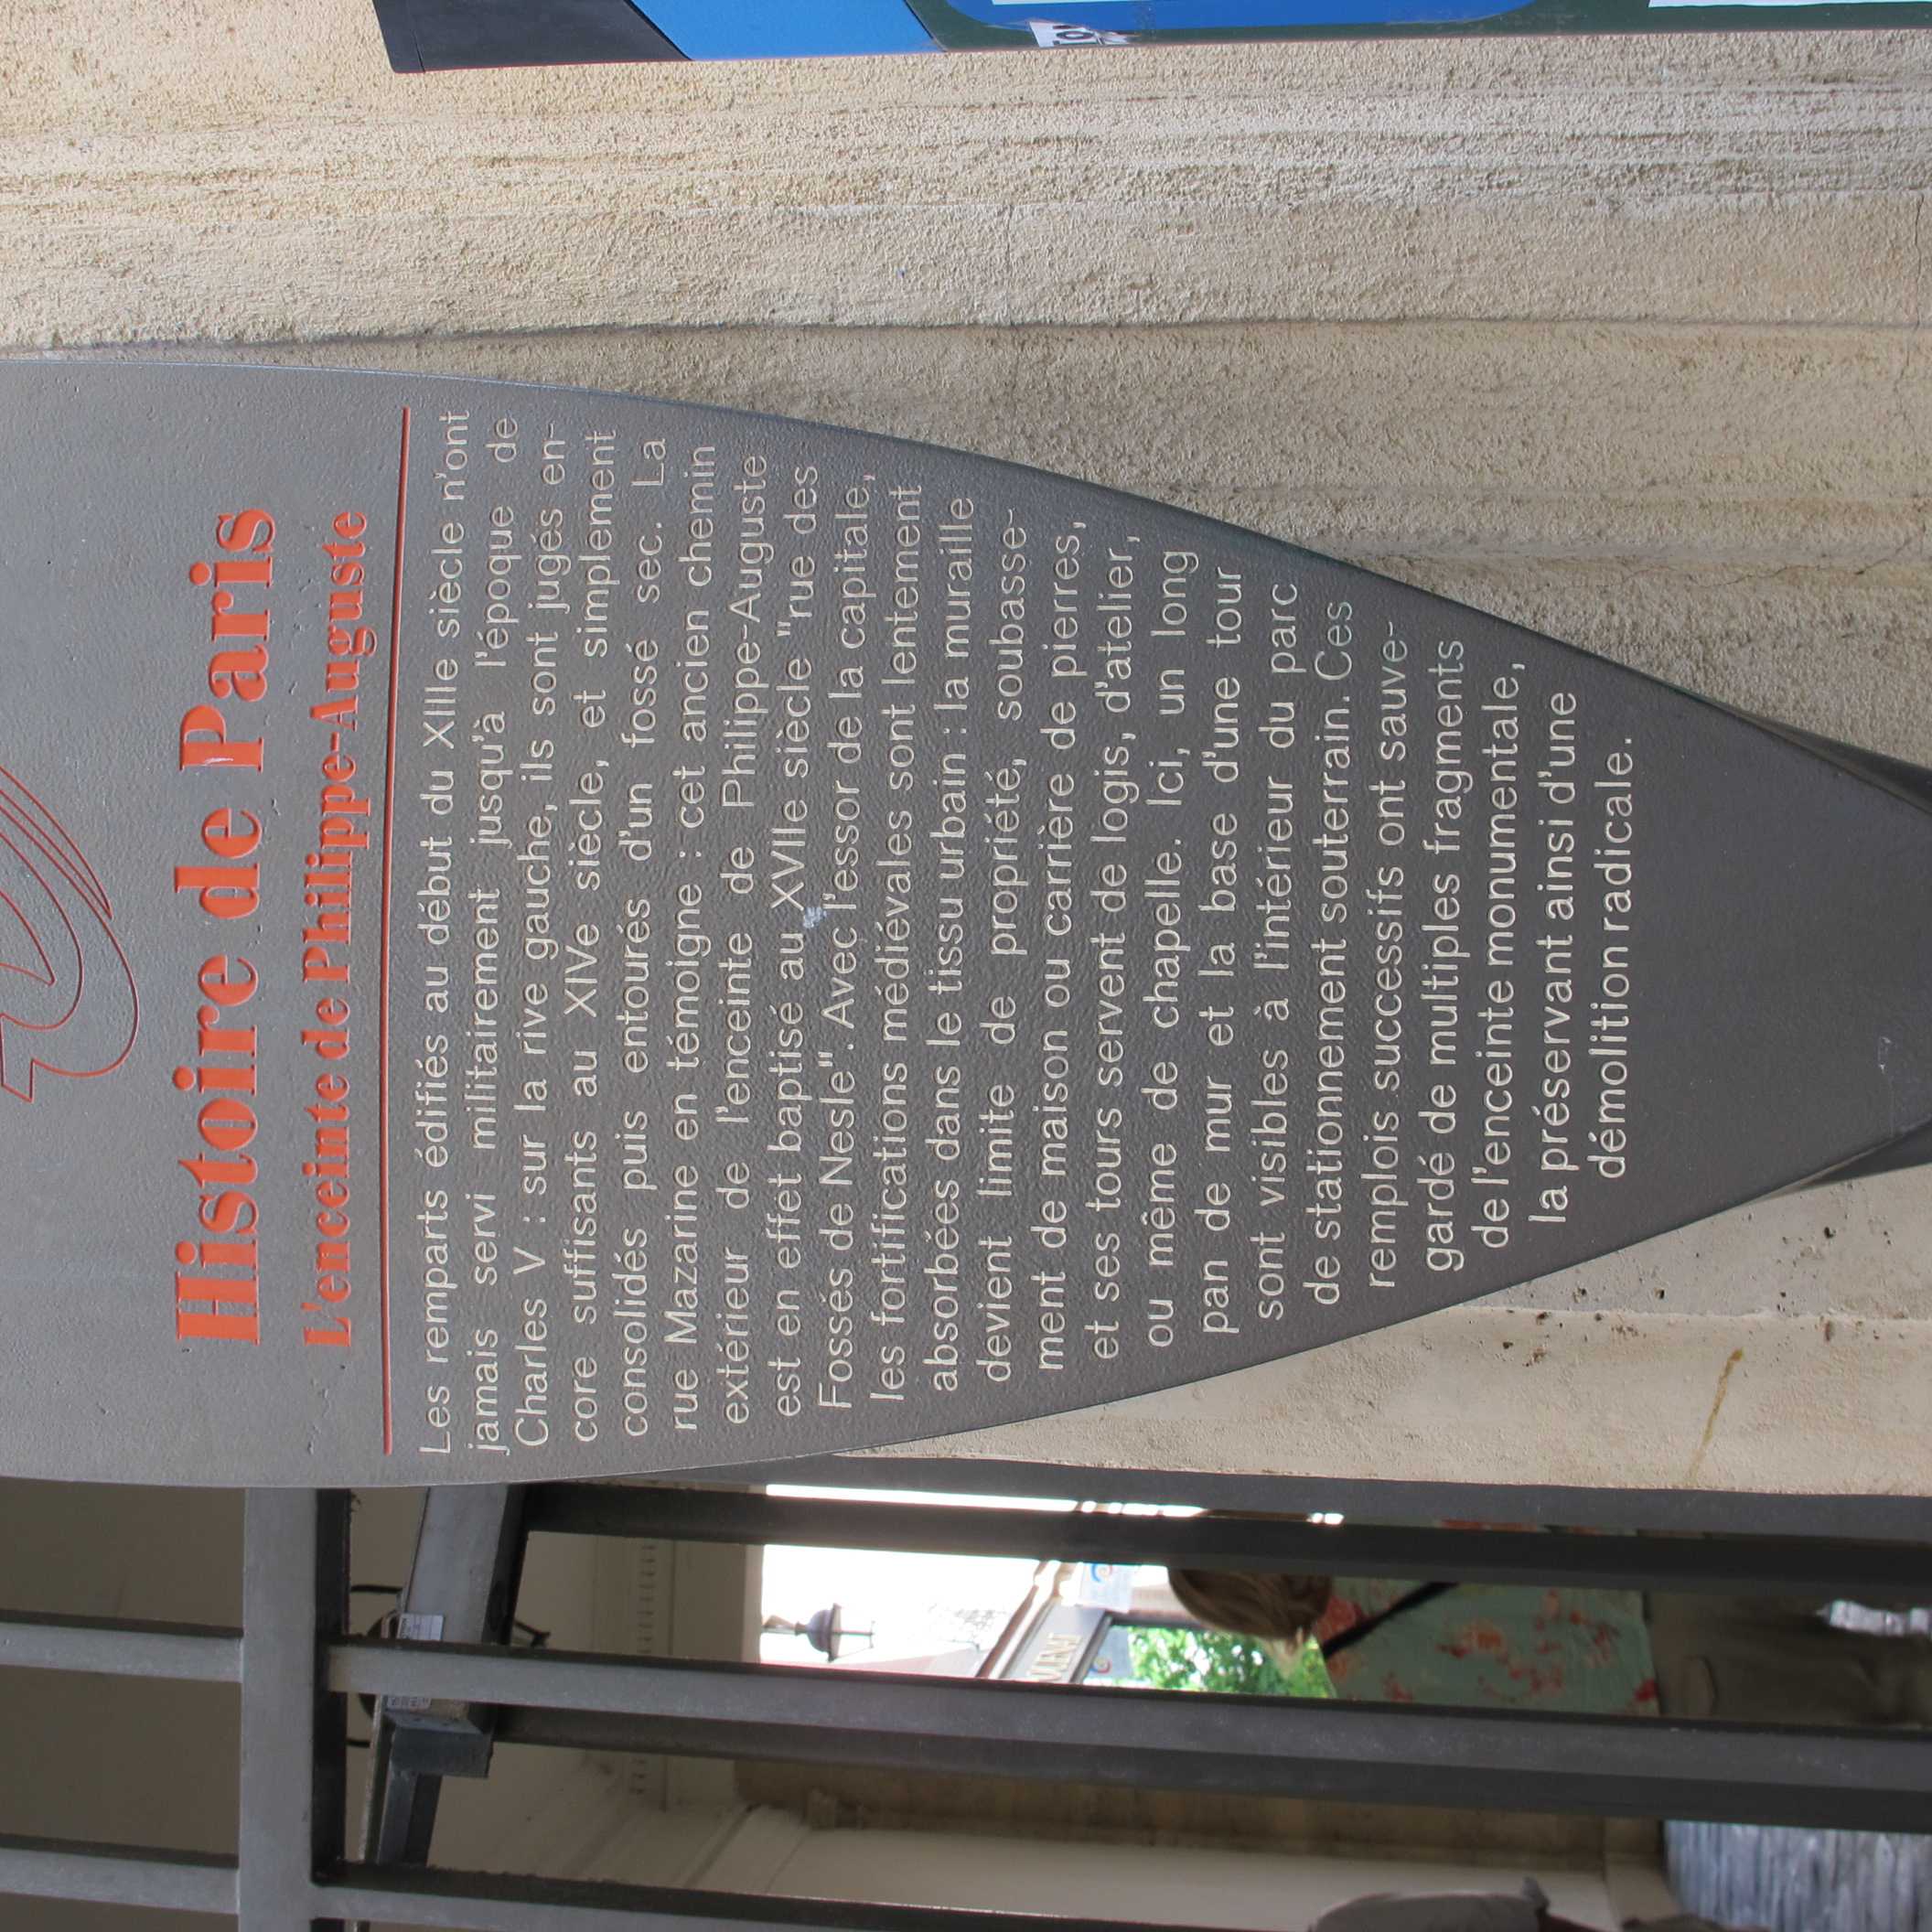 Histoire de Paris
L'enceinte de Philippe-Auguste
Les remparts édifiés au début du XIIIe siècle n'ont
jamais servi militairement jusqu'à l'époque de
Charles V : sur la rive gauche, ils sont jugés en-
core suffisants au XIVe siècle, et simplement
consolidés puis entourés d'un fossé sec. La
rue Mazarine en témoigne : cet ancien chemin
extérieur de l'enceinte de Philippe-Auguste
est en effet baptisé au XVIIe siècle "rue des
Fossés de Nesle". Avec l'essor de la capitale,
les fortifications médiévales sont lentement
absorbées dans le tissu urbain : la muraille
devient limite de propriété, soubasse-
ment de maison ou carrière de pierres,
et ses tours servent de logis, d'atelier,
ou même de chapelle. Ici, un long
pan de mur et la base d'une tour
sont visibles à l'intérieur du parc
de stationnement souterrain. Ces
remplois successifs ont sauve-
gardé de multiples fragments
de l'enceinte monumentale,
la préservant ainsi d'une
démolition radicale.